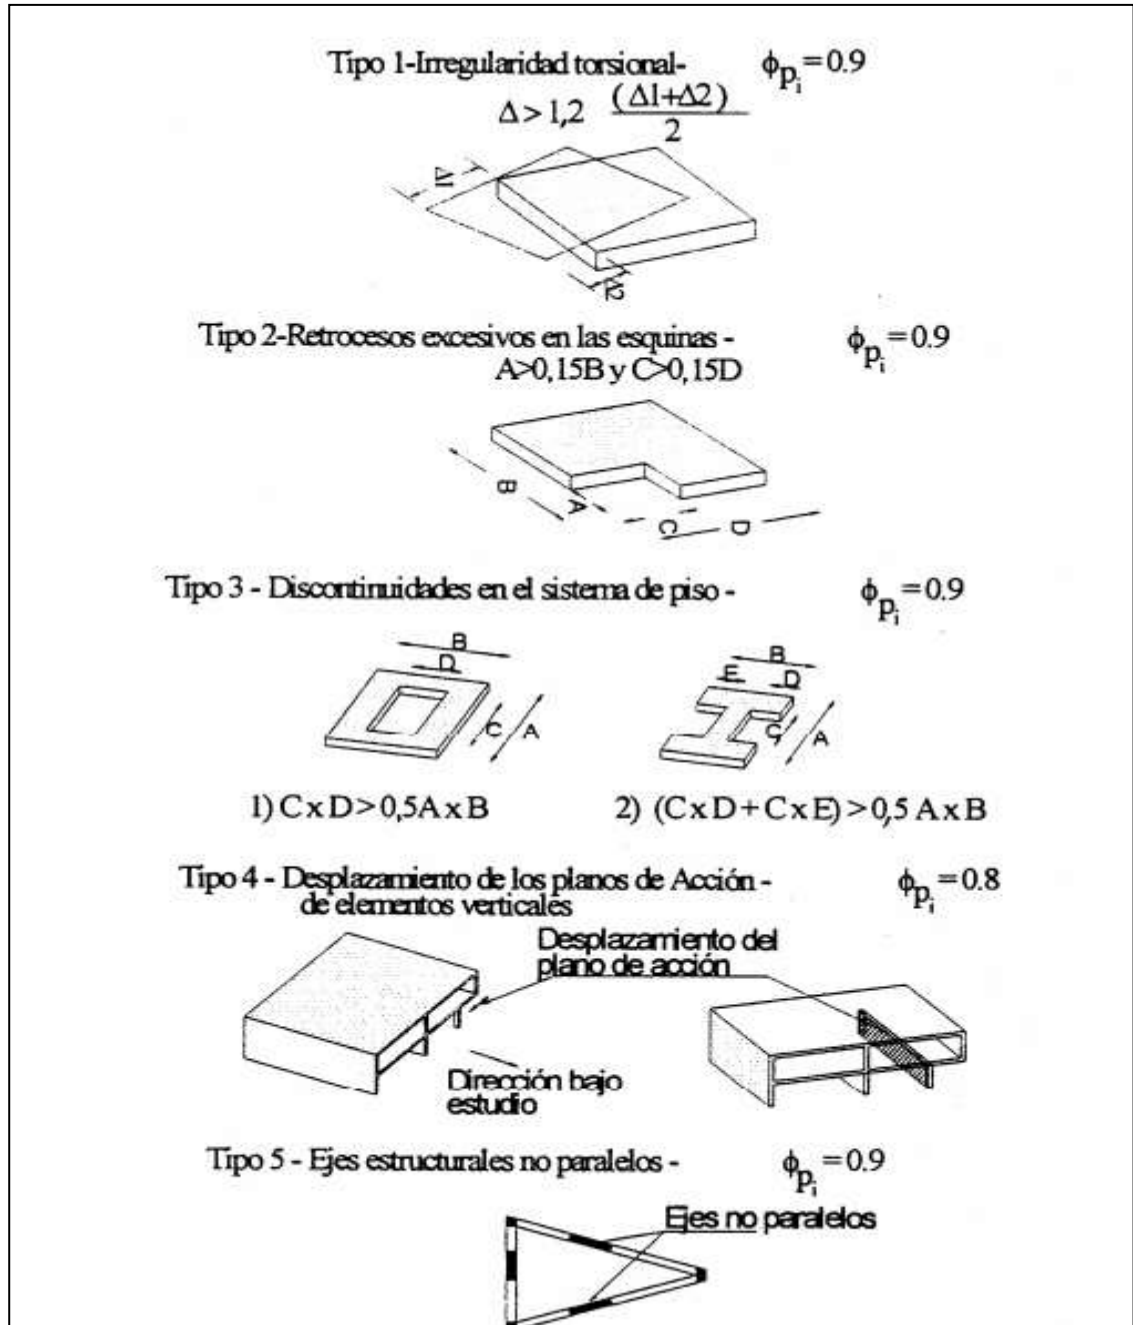 Tipo 1-Irregularidad torsional- ϕpi=0.9
Δ > 1,2 (Δ1+Δ2)
2
Δ1
Δ2
Tipo 2-Retrocesos excesivos en las esquinas - ϕpi=0.9
A>0,15B y C>0,15D
B
A
C
D
Tipo 3 - Discontinuidades en el sistema de piso - ϕpi=0.9
B
D
C
A
B
E
D
C
A
1) C x D > 0,5A x B
2) (C x D + C x E) > 0,5 A x B
Tipo 4 - Desplazamiento de los planos de Acción - ϕpi=0.8
de elementos verticales
Desplazamiento del
plano de acción
Dirección bajo
estudio
Tipo 5 - Ejes estructurales no paralelos - ϕpi=0.9
Ejes no paralelos